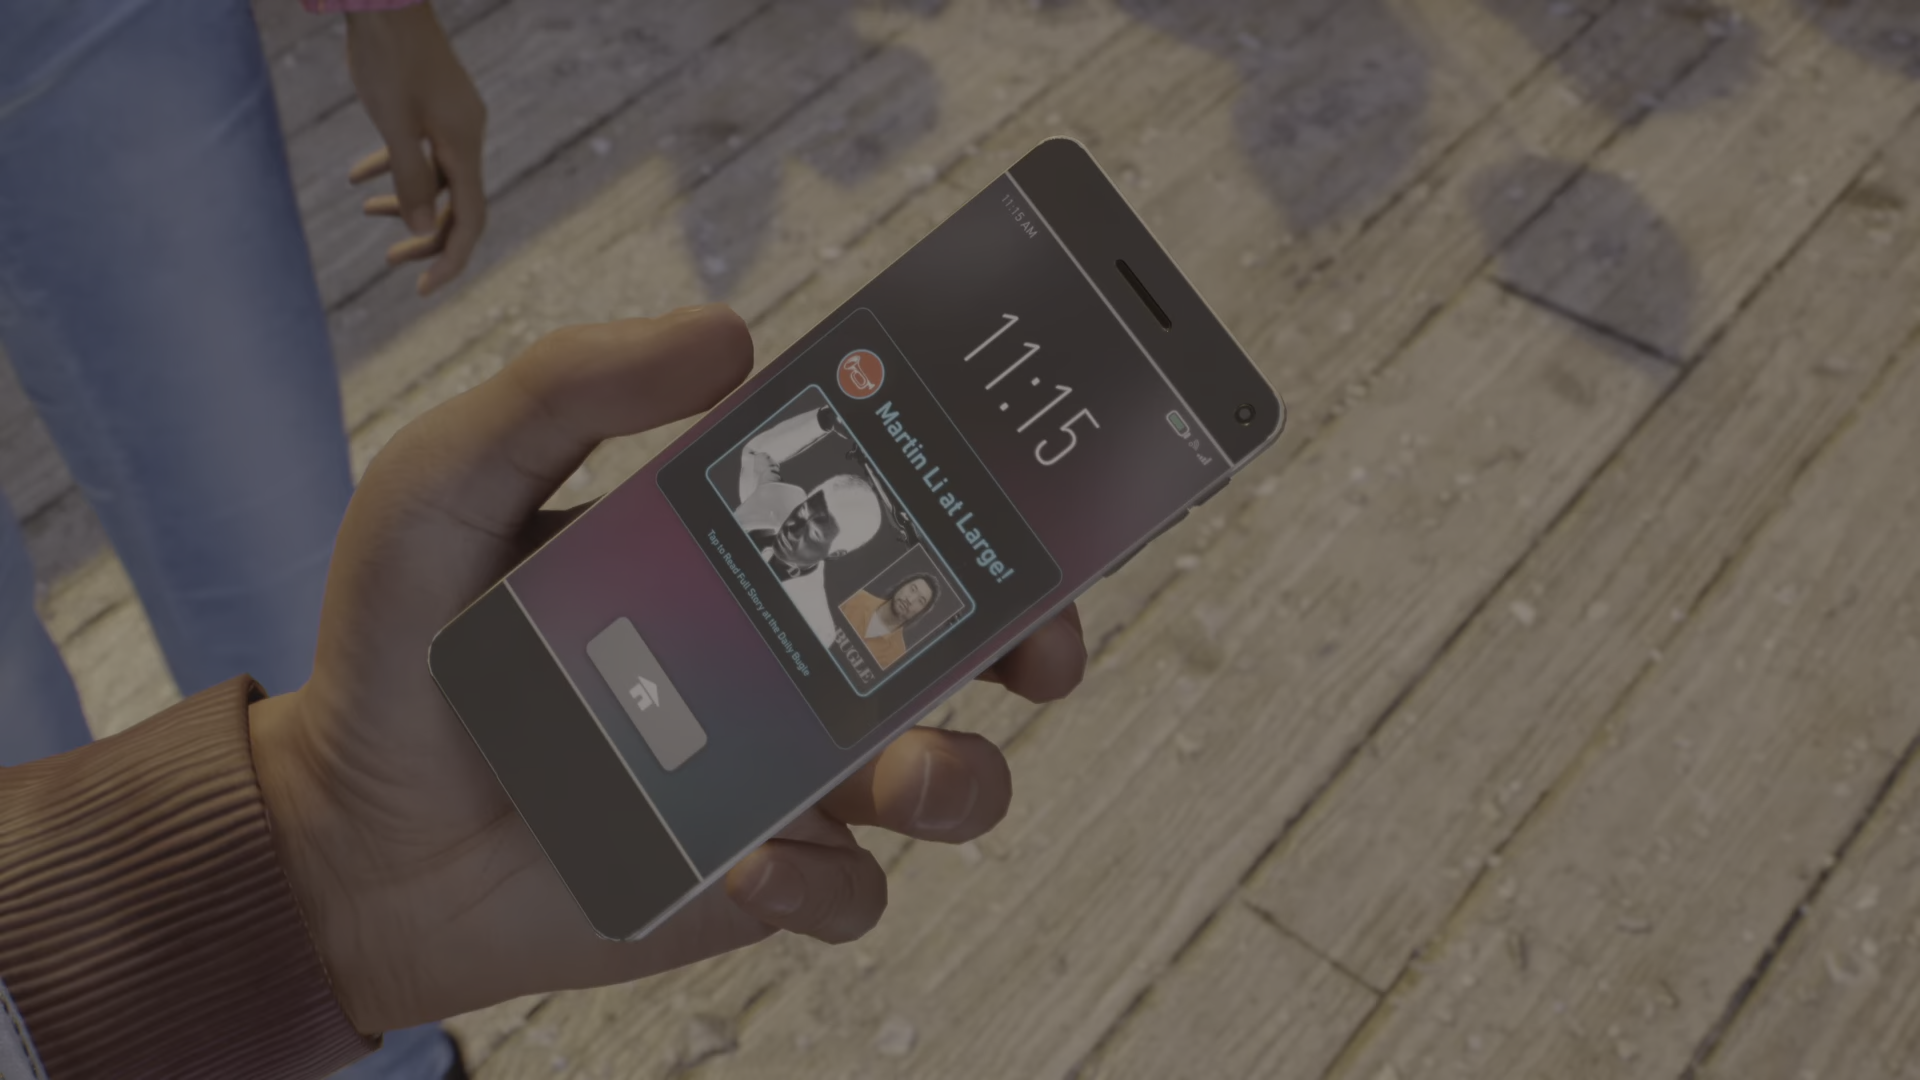 11:15 AM
11:15
Martin Li at Large!
BUGLE
Tap to Read Full Story at the Daily Bugle